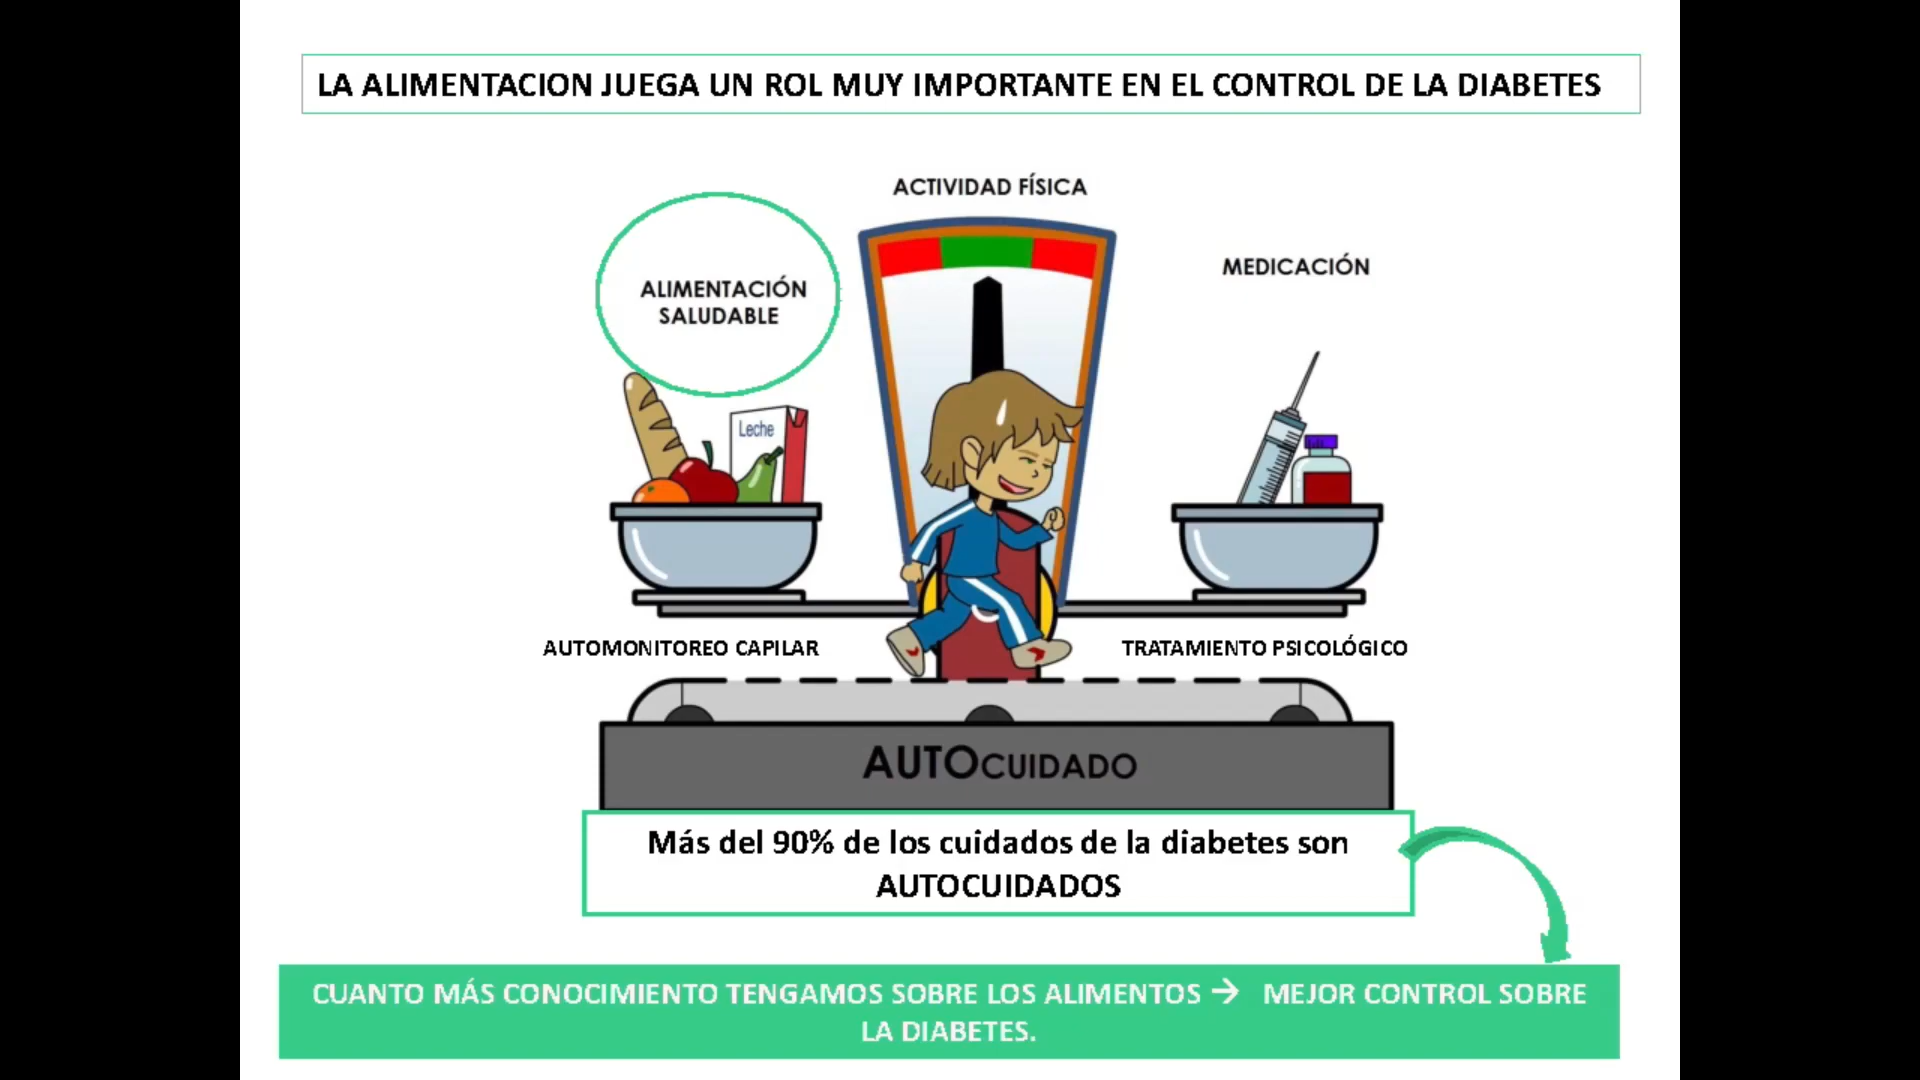 LA ALIMENTACION JUEGA UN ROL MUY IMPORTANTE EN EL CONTROL DE LA DIABETES
ACTIVIDAD FÍSICA
MEDICACIÓN
ALIMENTACIÓN
SALUDABLE
Leche
AUTOMONITOREO CAPILAR
TRATAMIENTO PSICOLÓGICO
AUTOCUIDADO
Más del 90% de los cuidados de la diabetes son
AUTOCUIDADOS
CUANTO MÁS CONOCIMIENTO TENGAMOS SOBRE LOS ALIMENTOS → MEJOR CONTROL SOBRE
LA DIABETES.